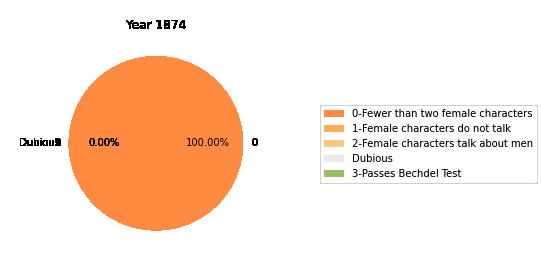 Year 1874
Dubious
0.00%
100.00%
0
0-Fewer than two female characters
1-Female characters do not talk
2-Female characters talk about men
Dubious
3-Passes Bechdel Test